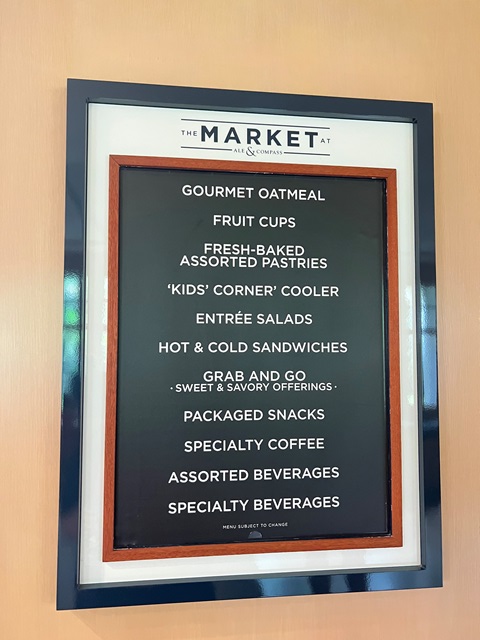 THE MARKET AT
ALE & COMPASS
GOURMET OATMEAL
FRUIT CUPS
FRESH-BAKED
ASSORTED PASTRIES
‘KIDS’ CORNER’ COOLER
ENTRÉE SALADS
HOT & COLD SANDWICHES
GRAB AND GO
· SWEET & SAVORY OFFERINGS ·
PACKAGED SNACKS
SPECIALTY COFFEE
ASSORTED BEVERAGES
SPECIALTY BEVERAGES
MENU SUBJECT TO CHANGE